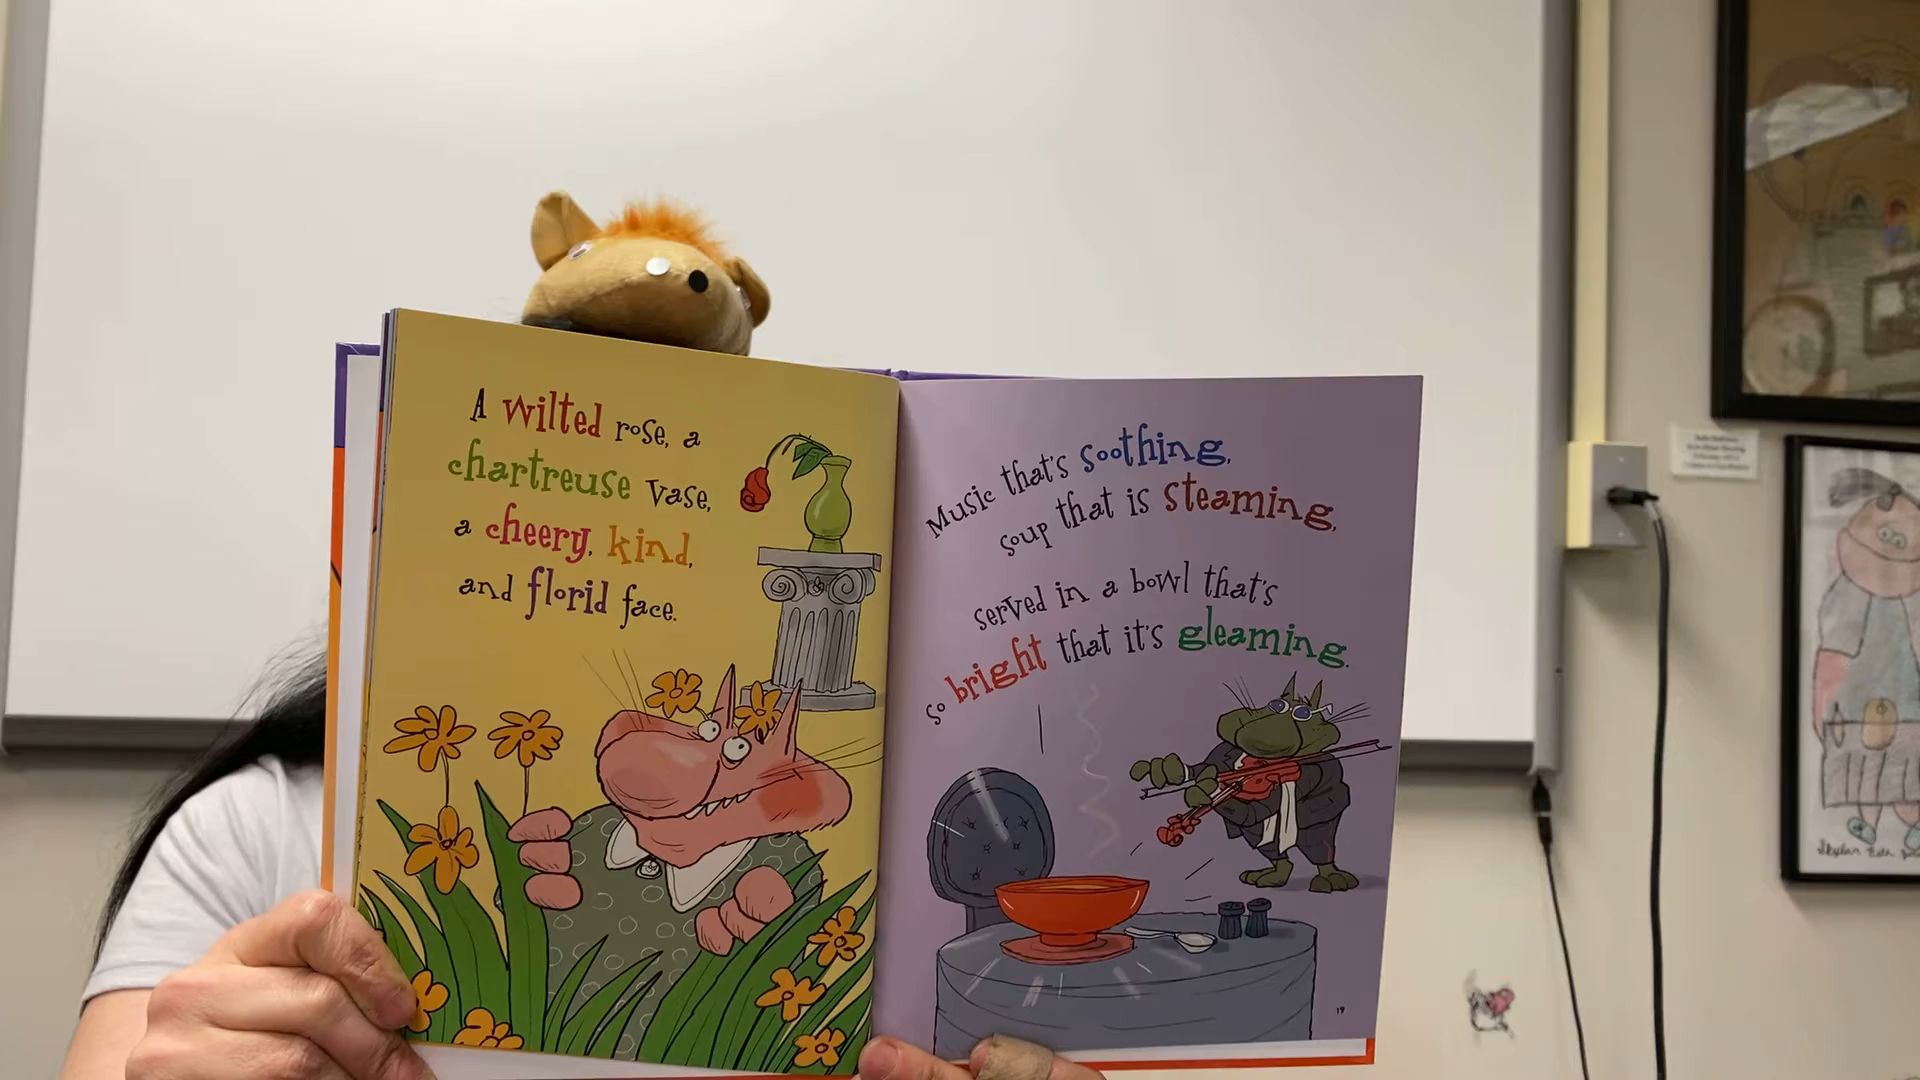 A wilted rose, a
chartreuse vase,
a cheery, kind,
and florid face.
Music that's soothing,
soup that is steaming,
served in a bowl that's
so bright that it's gleaming.
19